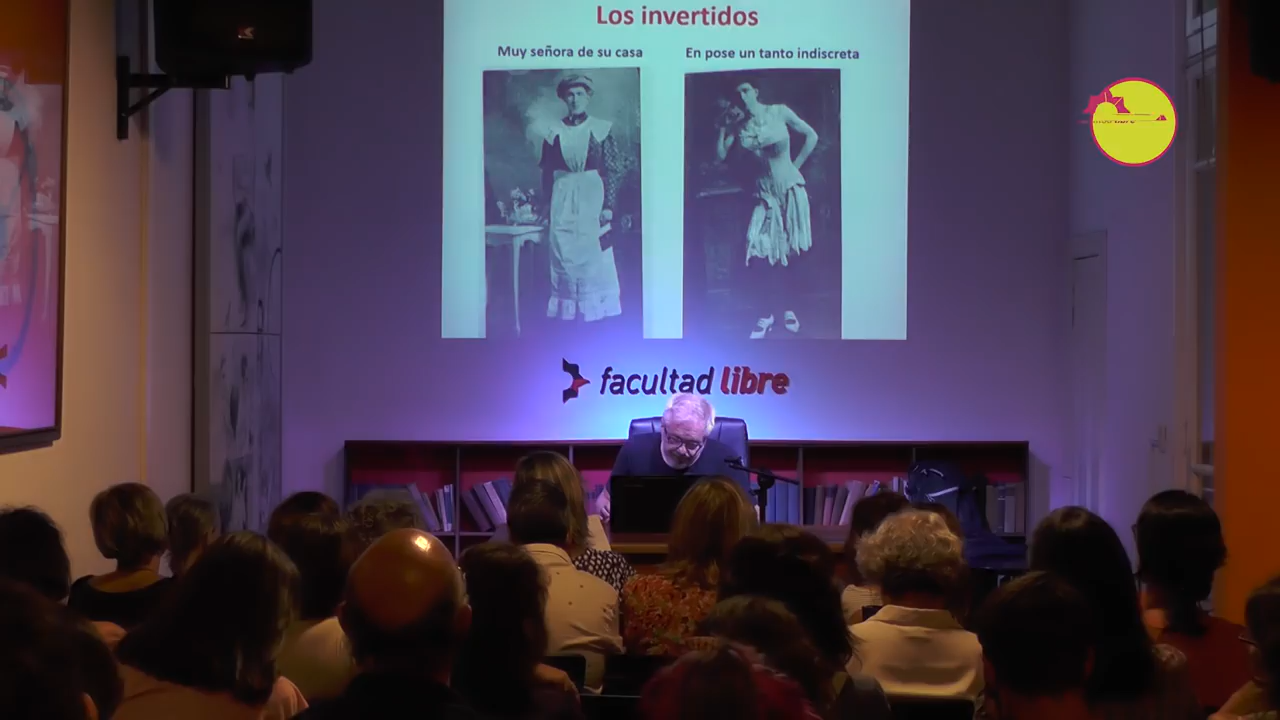 Los invertidos
Muy señora de su casa
En pose un tanto indiscreta
facultad libre